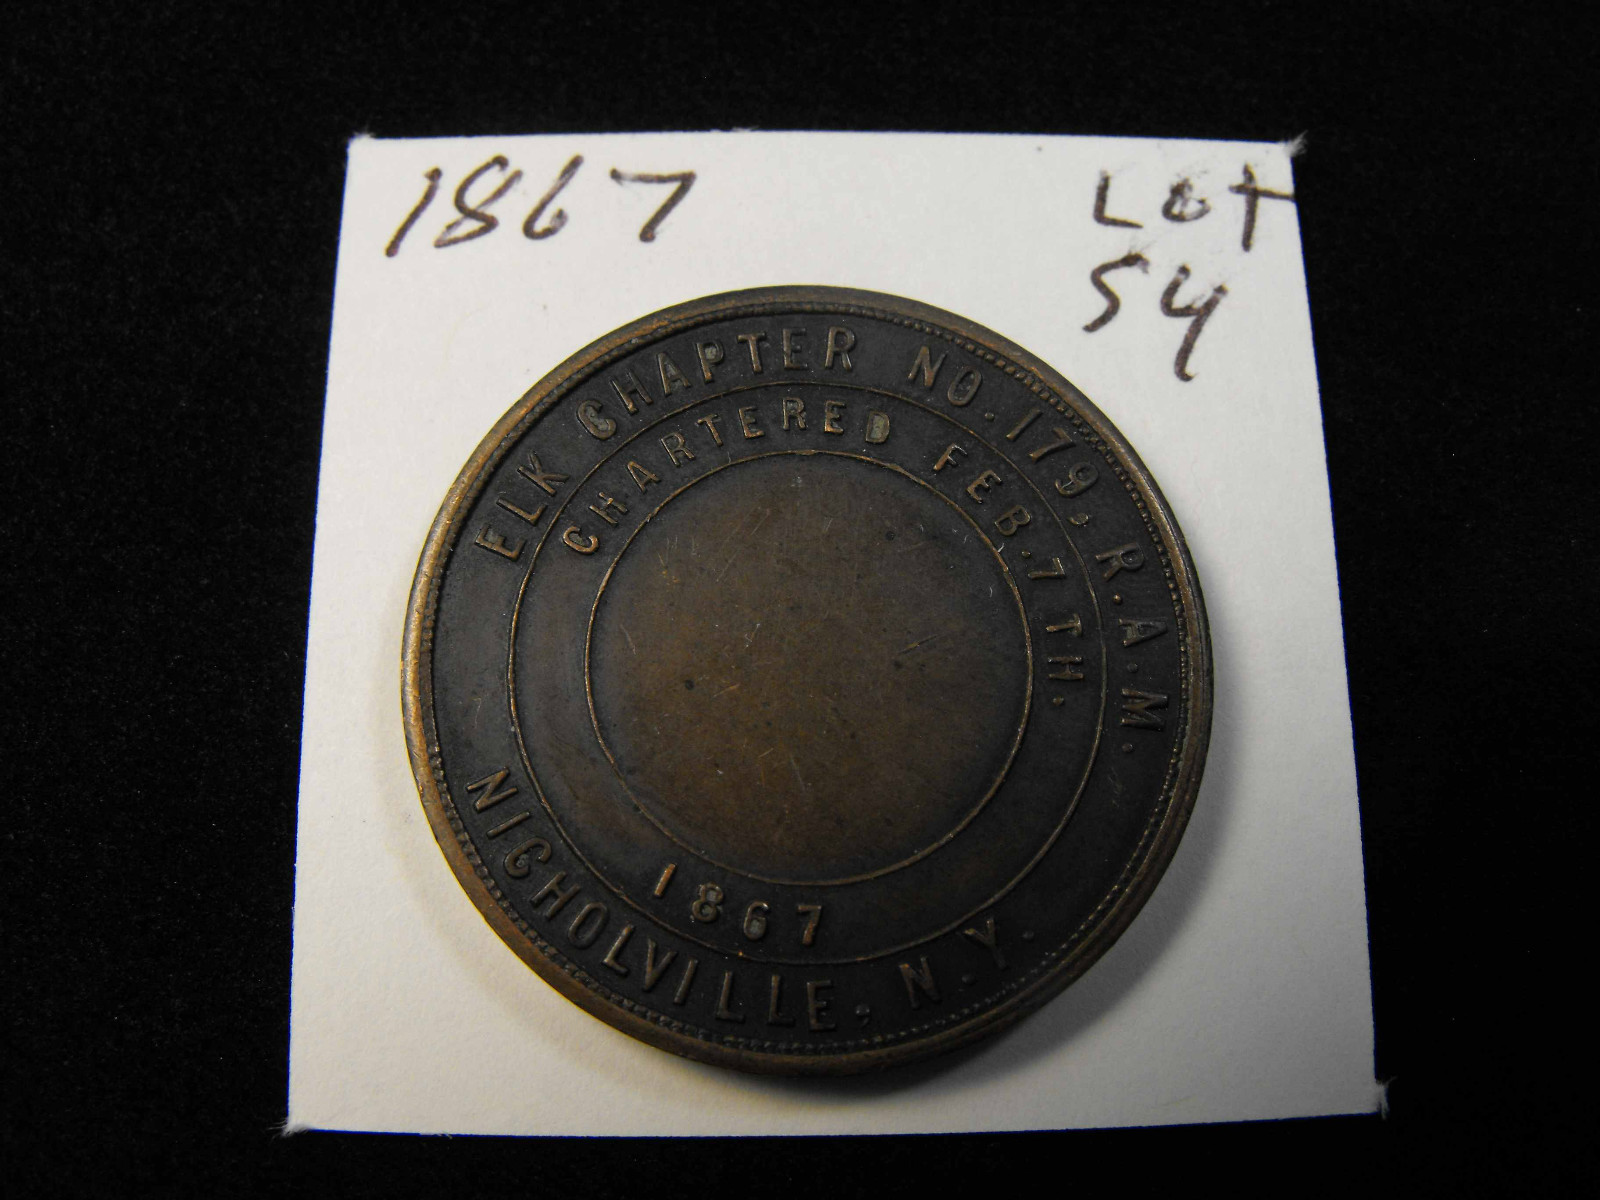 1867
Lot
54
ELK CHAPTER NO. 179, R.A.M.
CHARTERED FEB. 7TH.
1867
NICHOLVILLE, N.Y.